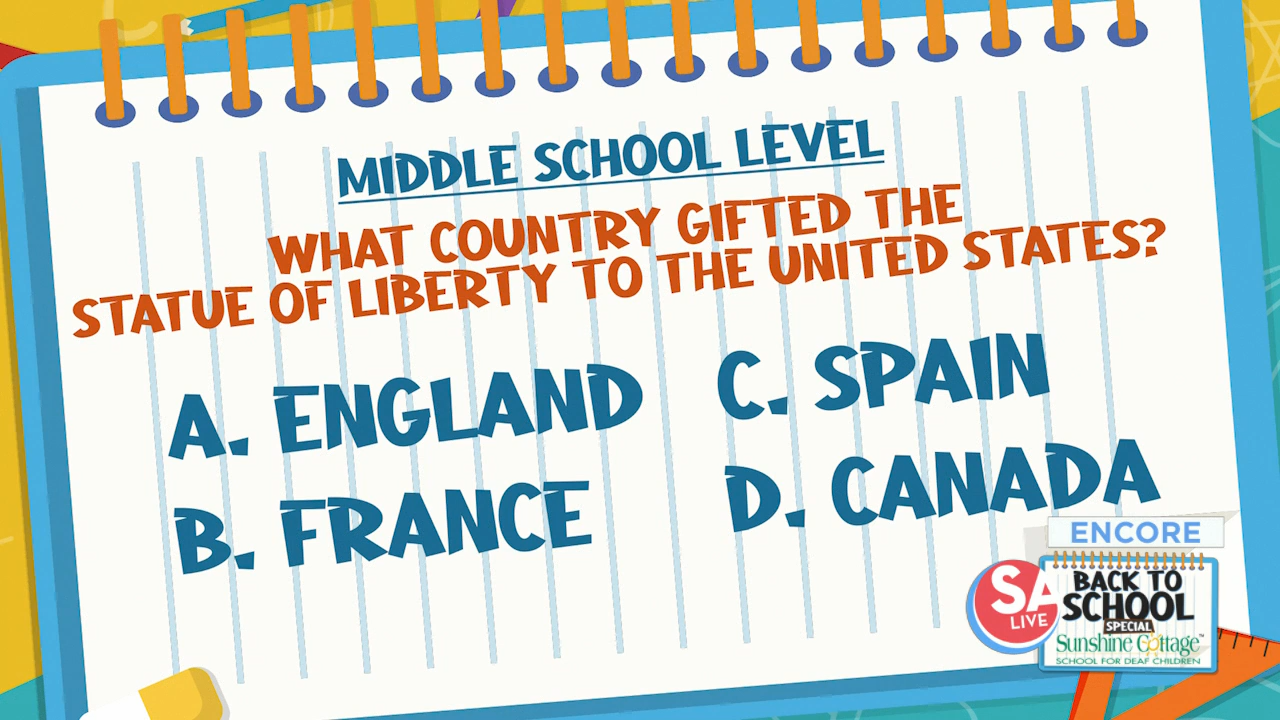 MIDDLE SCHOOL LEVEL
WHAT COUNTRY GIFTED THE
STATUE OF LIBERTY TO THE UNITED STATES?
A. ENGLAND
B. FRANCE
C. SPAIN
D. CANADA
ENCORE
SA
LIVE
BACK TO
SCHOOL
SPECIAL
Sunshine Cottage™
SCHOOL FOR DEAF CHILDREN